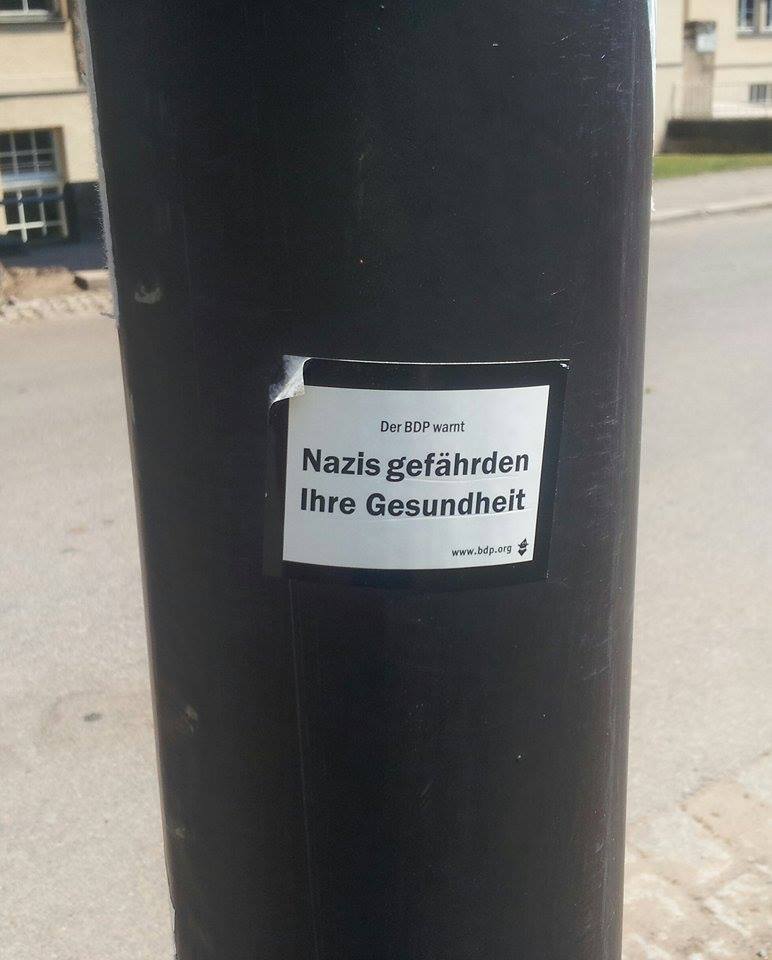 Der BDP warnt
Nazis gefährden
Ihre Gesundheit
www.bdp.org